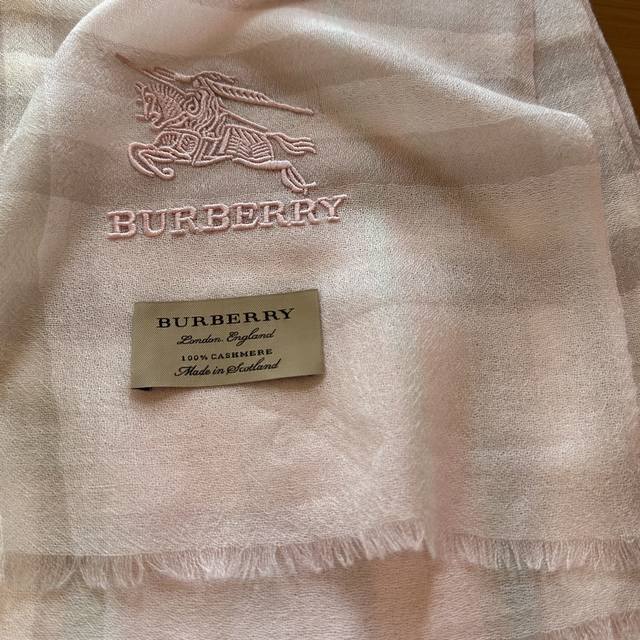 BURBERRY
BURBERRY
London, England
100% CASHMERE
Made in Scotland